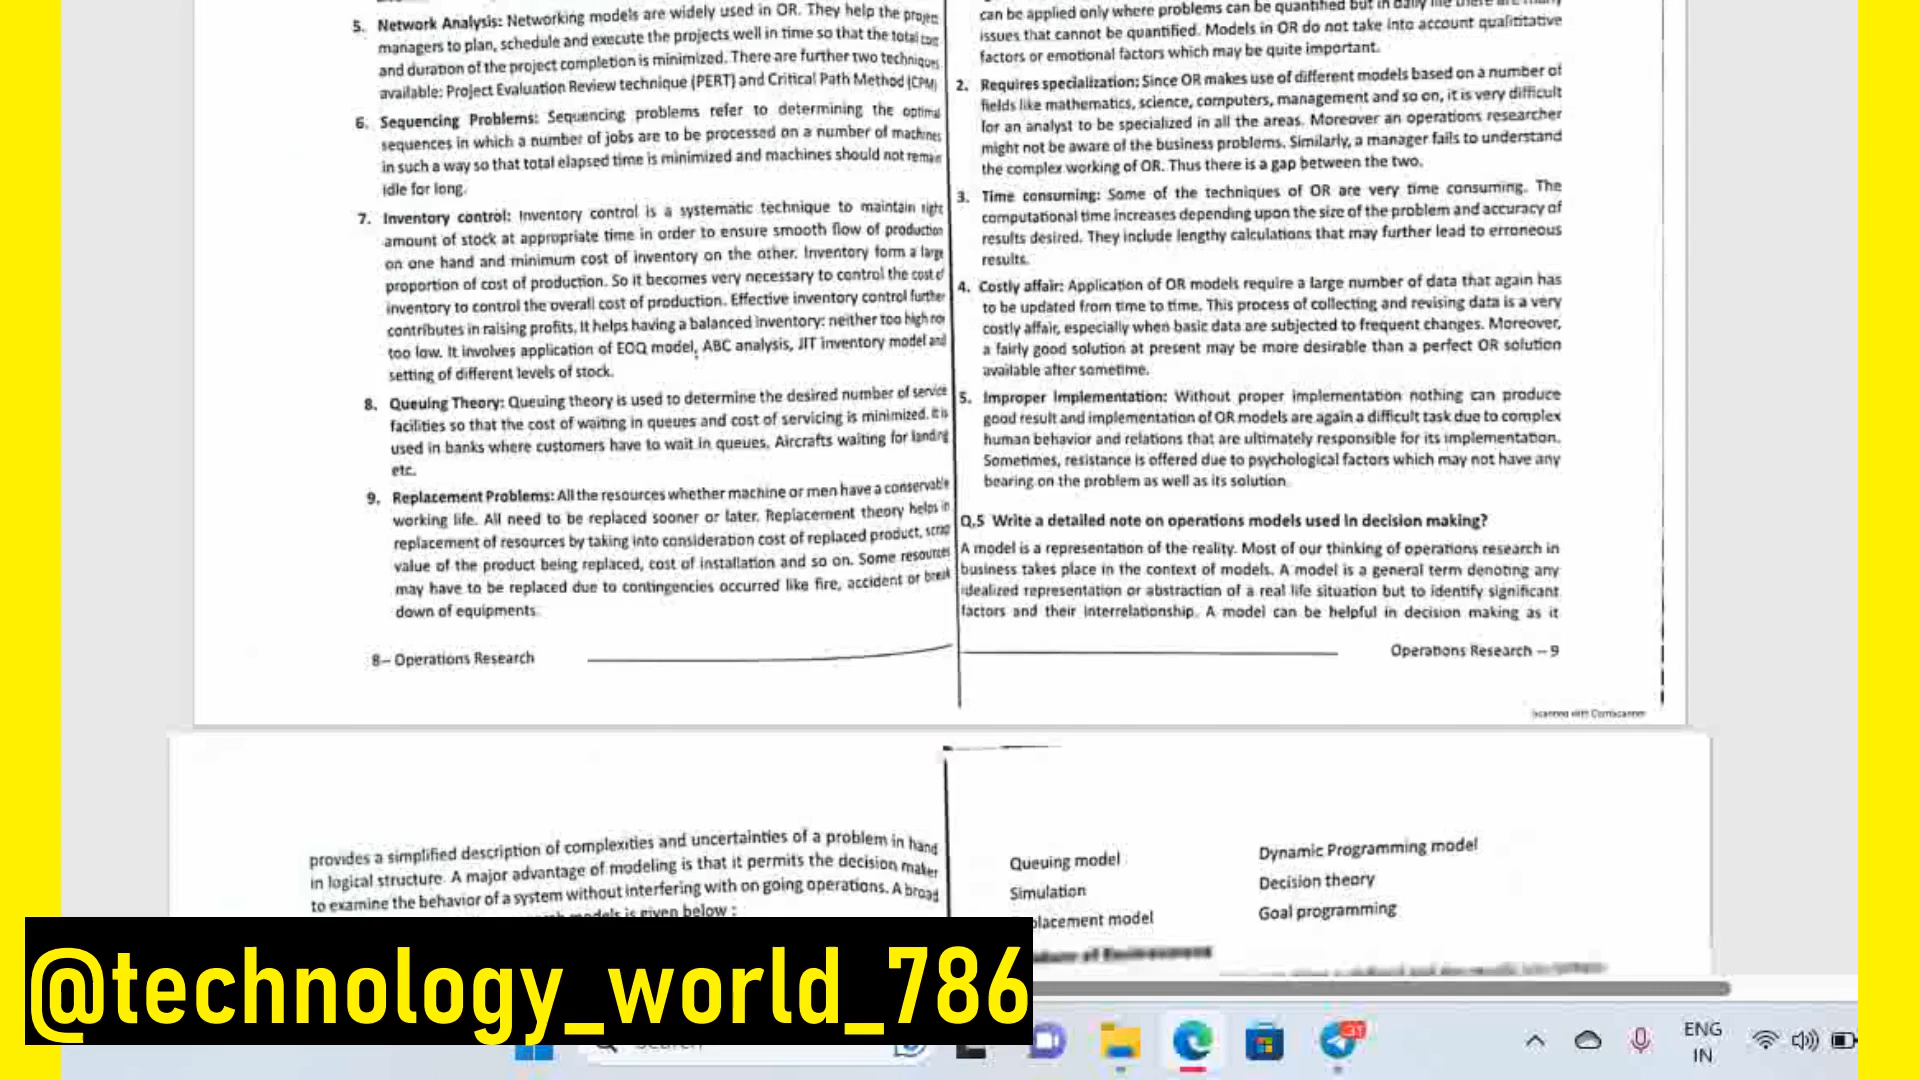 5. Network Analysis: Networking models are widely used in OR. They help the project
managers to plan, schedule and execute the projects well in time so that the total cost
and duration of the project completion is minimized. There are further two techniques
available: Project Evaluation Review technique (PERT) and Critical Path Method (CPM)
6. Sequencing Problems: Sequencing problems refer to determining the optimal
sequences in which a number of jobs are to be processed on a number of machines
in such a way so that total elapsed time is minimized and machines should not remain
idle for long.
7. Inventory control: Inventory control is a systematic technique to maintain right
amount of stock at appropriate time in order to ensure smooth flow of production
on one hand and minimum cost of inventory on the other. Inventory form a large
proportion of cost of production. So it becomes very necessary to control the cost of
inventory to control the overall cost of production. Effective inventory control further
contributes in raising profits. It helps having a balanced inventory: neither too high nor
too low. It involves application of EOQ model, ABC analysis, JIT inventory model and
setting of different levels of stock.
8. Queuing Theory: Queuing theory is used to determine the desired number of service
facilities so that the cost of waiting in queues and cost of servicing is minimized. It is
used in banks where customers have to wait in queues, Aircrafts waiting for landing
etc.
9. Replacement Problems: All the resources whether machine or men have a conservable
working life. All need to be replaced sooner or later. Replacement theory helps in
replacement of resources by taking into consideration cost of replaced product, scrap
value of the product being replaced, cost of installation and so on. Some resources
may have to be replaced due to contingencies occurred like fire, accident or break
down of equipments
8– Operations Research
can be applied only where problems can be quantified but in daily life there are many
issues that cannot be quantified. Models in OR do not take into account qualititative
factors or emotional factors which may be quite important.
2. Requires specialization: Since OR makes use of different models based on a number of
fields like mathematics, science, computers, management and so on, it is very difficult
for an analyst to be specialized in all the areas. Moreover an operations researcher
might not be aware of the business problems. Similarly, a manager fails to understand
the complex working of OR. Thus there is a gap between the two.
3. Time consuming: Some of the techniques of OR are very time consuming. The
computational time increases depending upon the size of the problem and accuracy of
results desired. They include lengthy calculations that may further lead to erroneous
results.
4. Costly affair: Application of OR models require a large number of data that again has
to be updated from time to time. This process of collecting and revising data is a very
costly affair, especially when basic data are subjected to frequent changes. Moreover,
a fairly good solution at present may be more desirable than a perfect OR solution
available after sometime.
5. Improper Implementation: Without proper implementation nothing can produce
good result and implementation of OR models are again a difficult task due to complex
human behavior and relations that are ultimately responsible for its implementation.
Sometimes, resistance is offered due to psychological factors which may not have any
bearing on the problem as well as its solution
Q.5 Write a detailed note on operations models used in decision making?
A model is a representation of the reality. Most of our thinking of operations research in
business takes place in the context of models. A model is a general term denoting any
idealized representation or abstraction of a real life situation but to identify significant
factors and their interrelationship. A model can be helpful in decision making as it
Operations Research – 9
Scanned with CamScanner
provides a simplified description of complexities and uncertainties of a problem in hand
in logical structure. A major advantage of modeling is that it permits the decision maker
to examine the behavior of a system without interfering with on going operations. A broad
models is given below :
Queuing model Dynamic Programming model
Simulation Decision theory
placement model Goal programming
of Environment
@technology_world_786
Search
ENG
IN